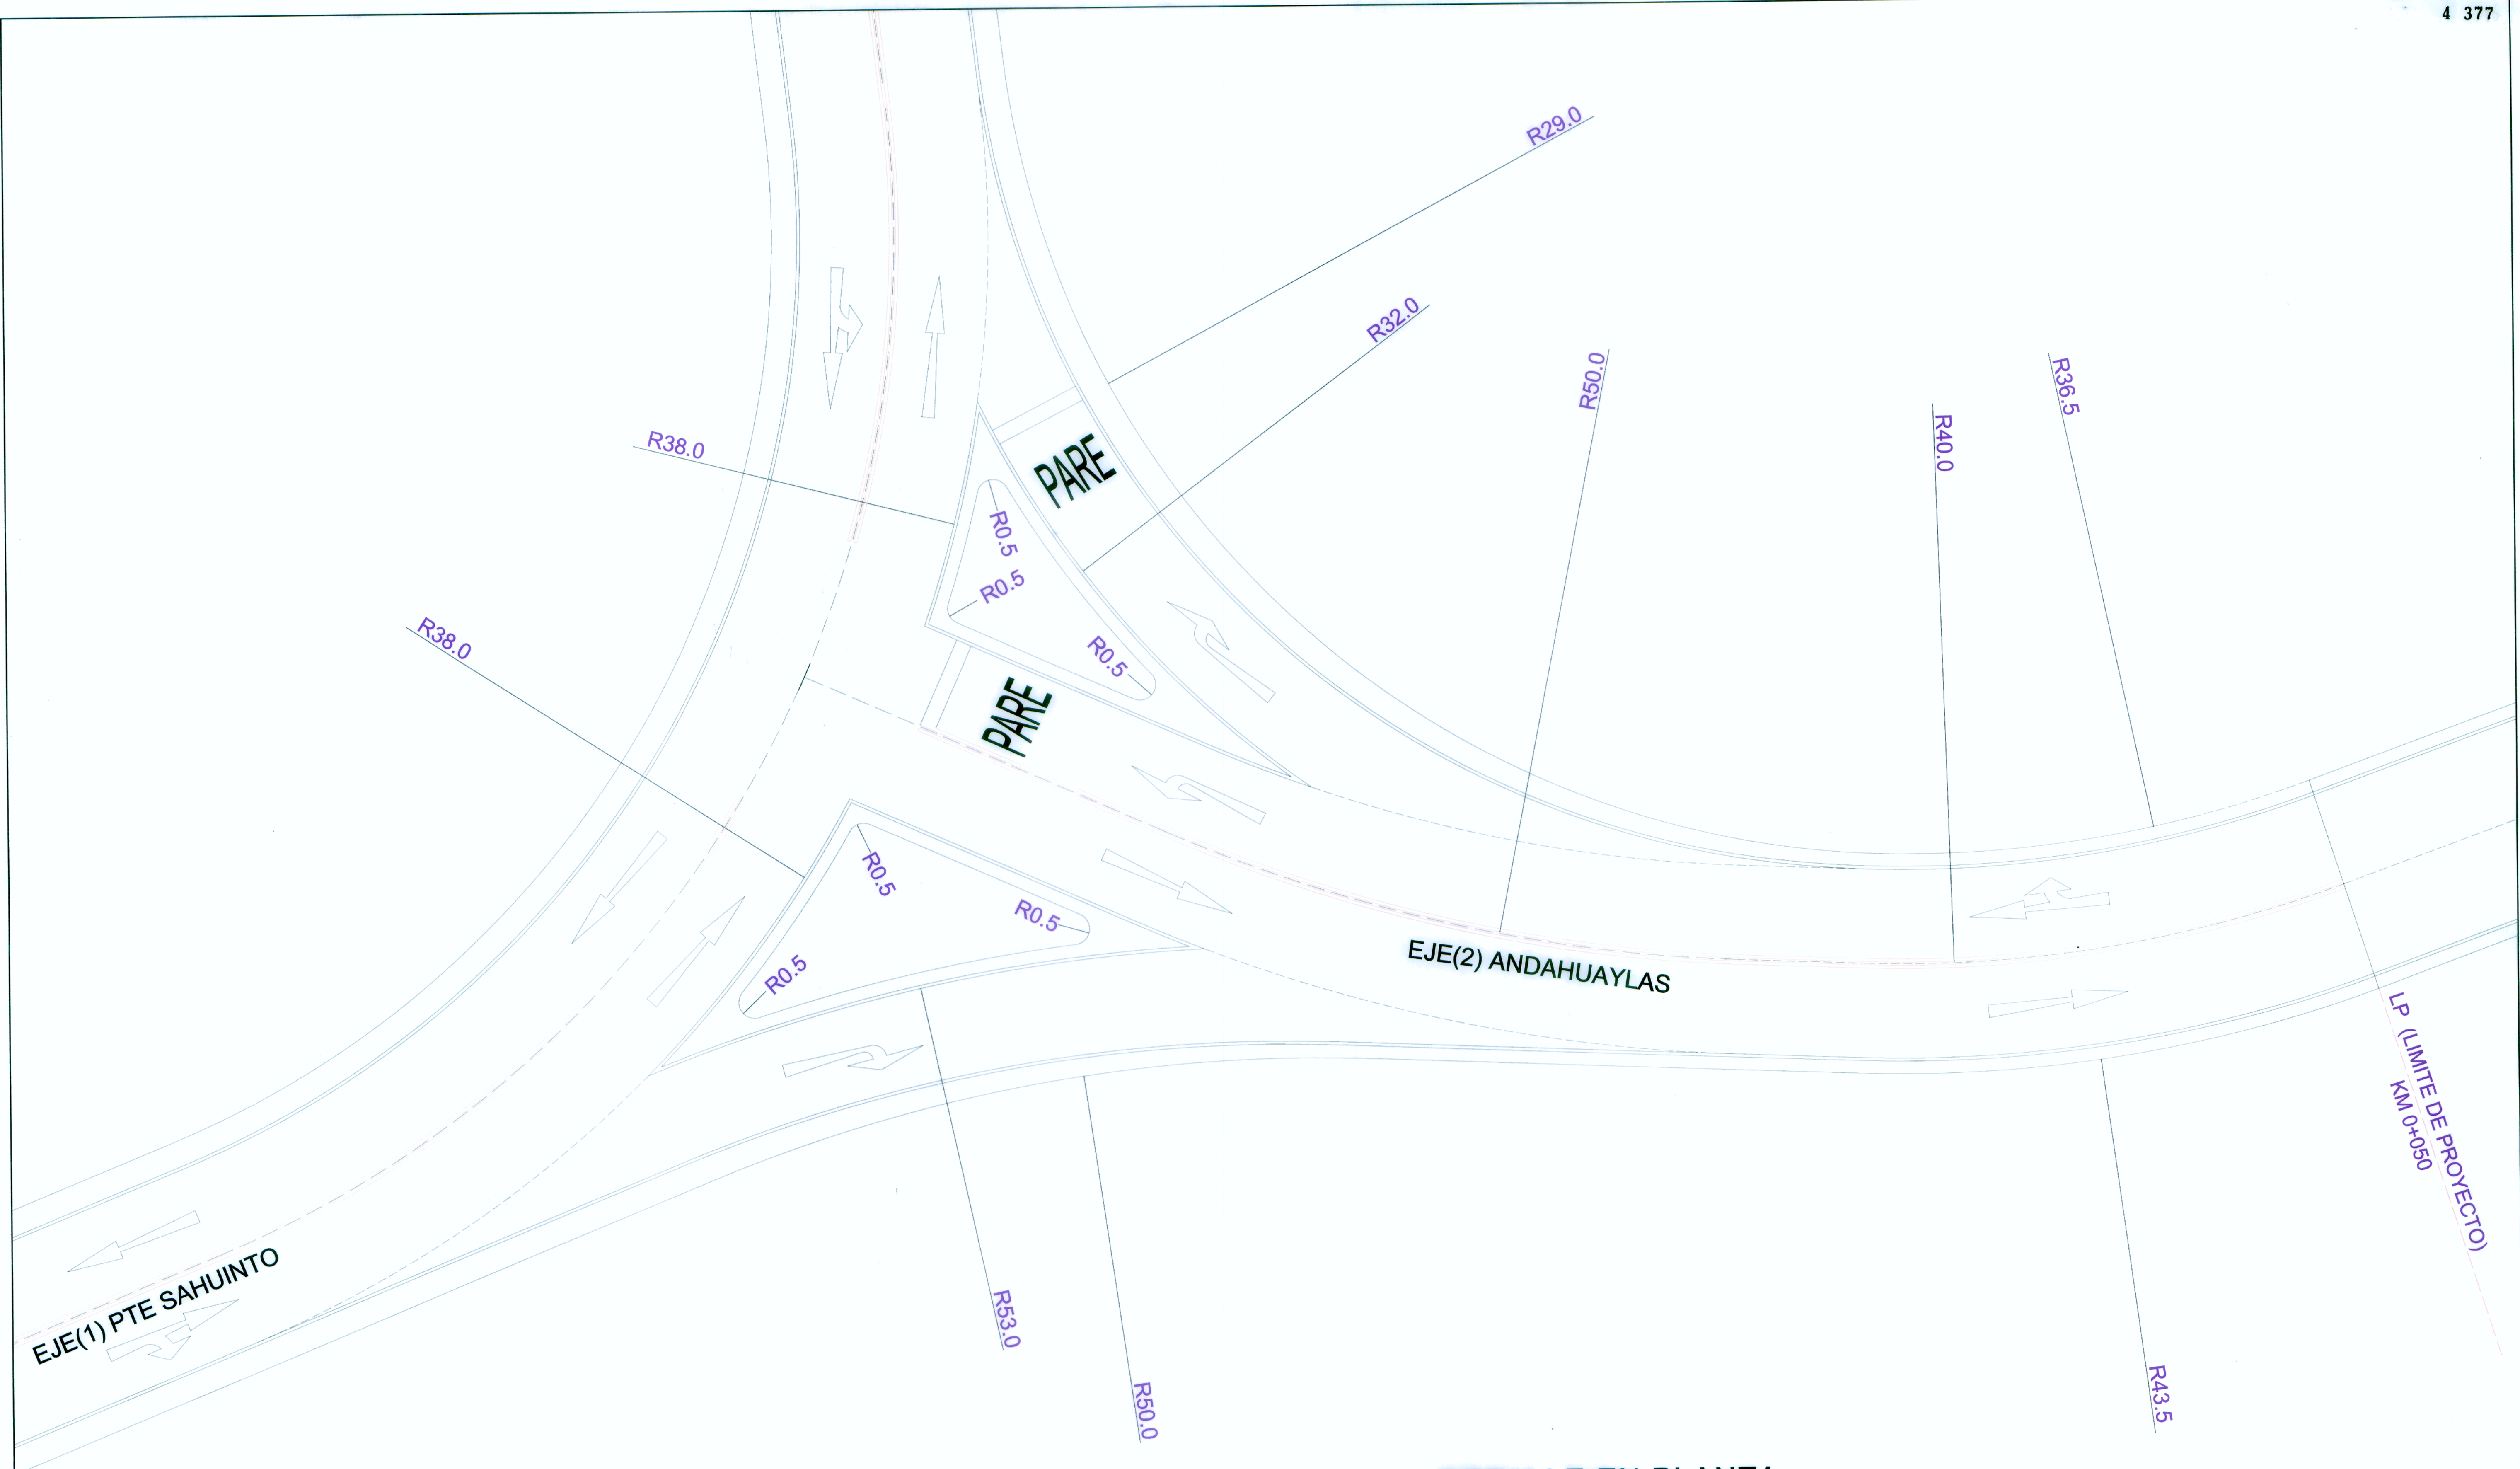 4 377
R29.0
R32.0
R50.0
R36.5
R40.0
R38.0
PARE
R0.5
R0.5
R38.0
R0.5
PARE
R0.5
R0.5
R0.5
EJE(2) ANDAHUAYLAS
LP (LIMITE DE PROYECTO)
KM 0+050
EJE(1) PTE SAHUINTO
R53.0
R50.0
R43.5